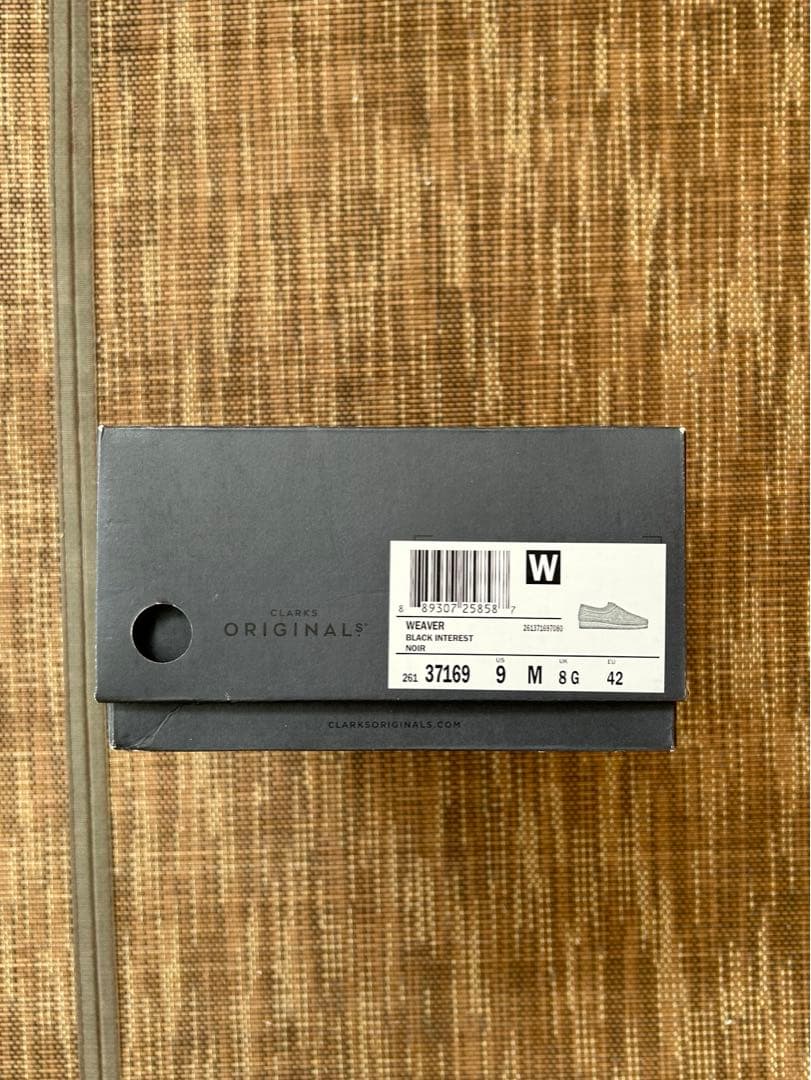 W
8 89307 25858 7
CLARKS
ORIGINALS
WEAVER
261371697080
BLACK INTEREST
NOIR
US UK EU
261 37169 9 M 8 G 42
CLARKSORIGINALS.COM